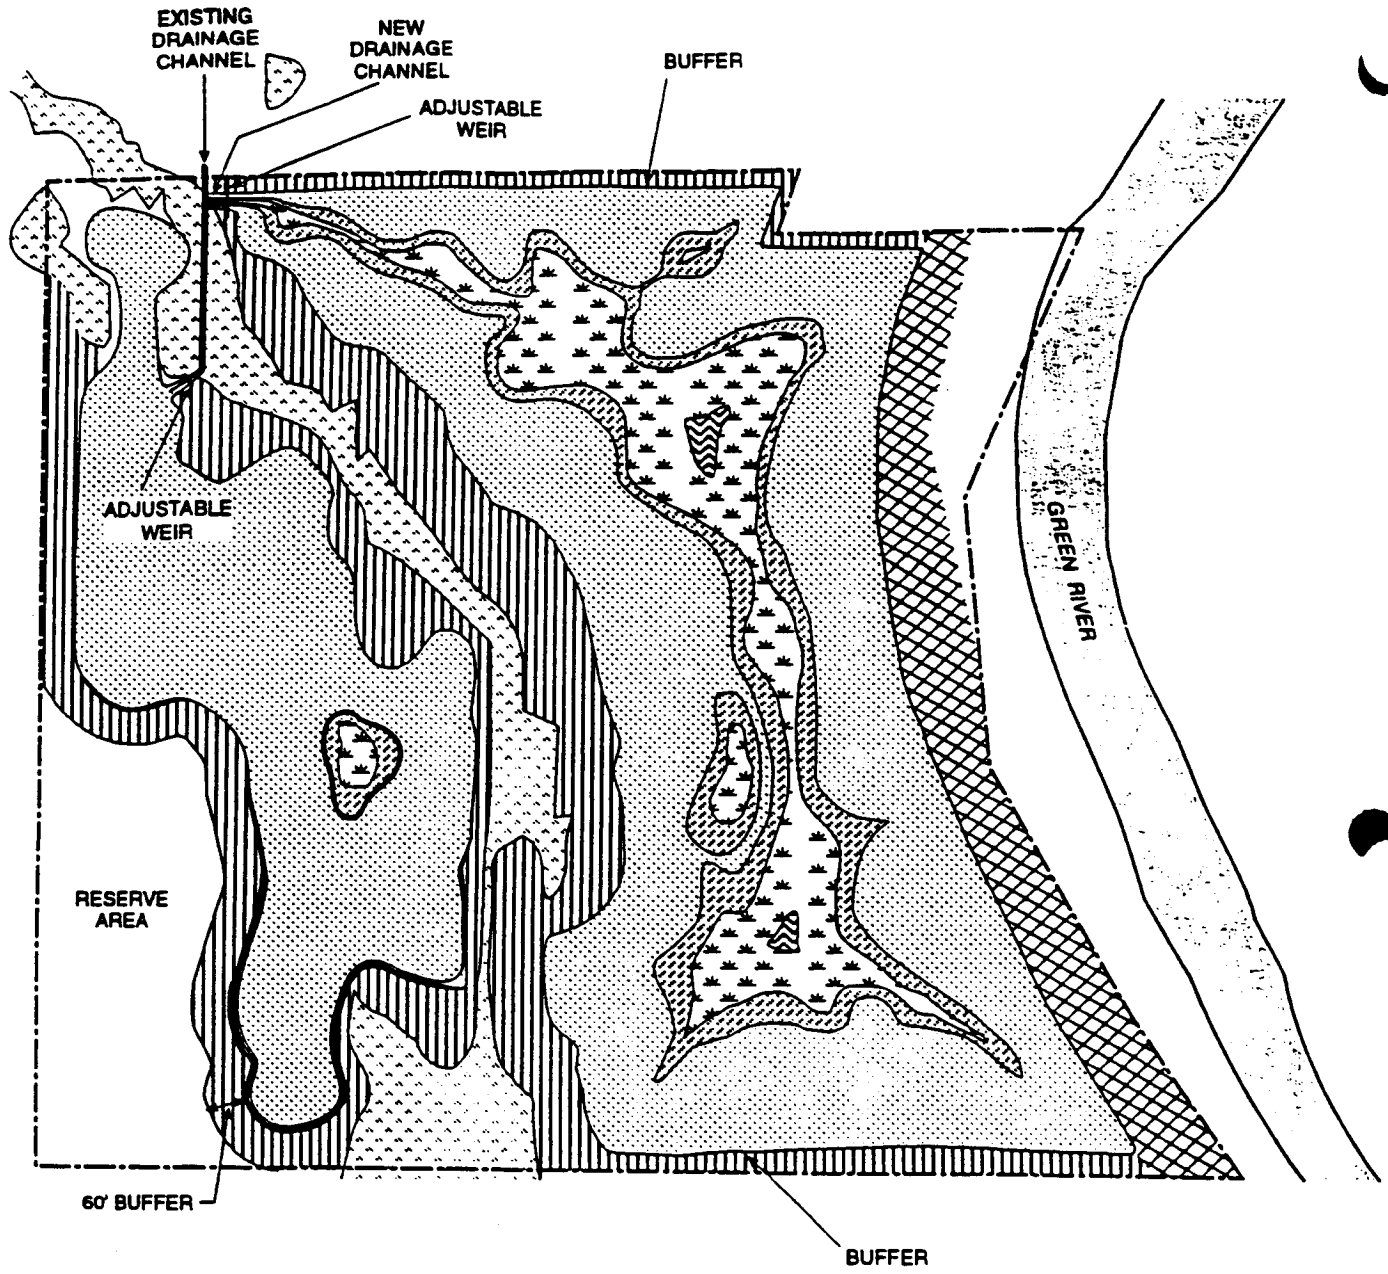 EXISTING
DRAINAGE
CHANNEL
NEW
DRAINAGE
CHANNEL
ADJUSTABLE
WEIR
BUFFER
ADJUSTABLE
WEIR
GREEN RIVER
RESERVE
AREA
60' BUFFER
BUFFER